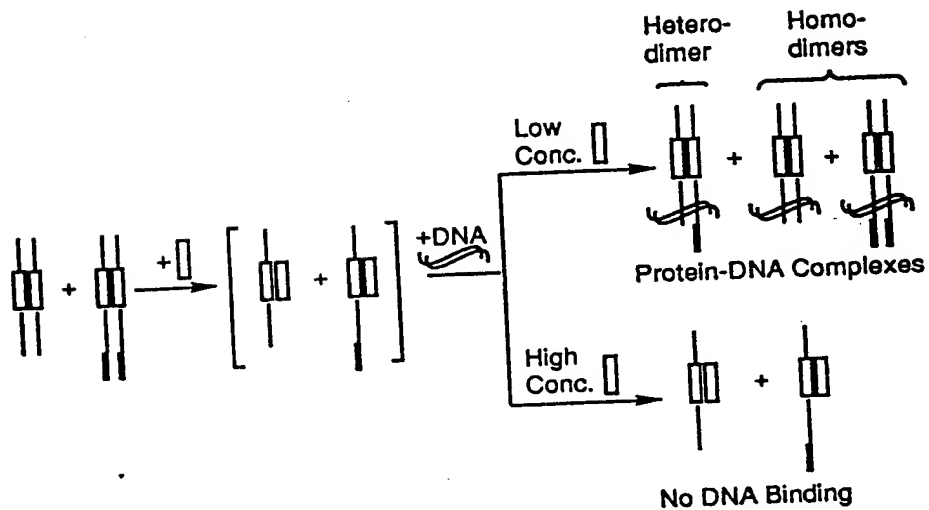 Hetero-
dimer
Homo-
dimers
Low
Conc.
+ +
Protein-DNA Complexes
+DNA
+ + +
High
Conc.
+
No DNA Binding